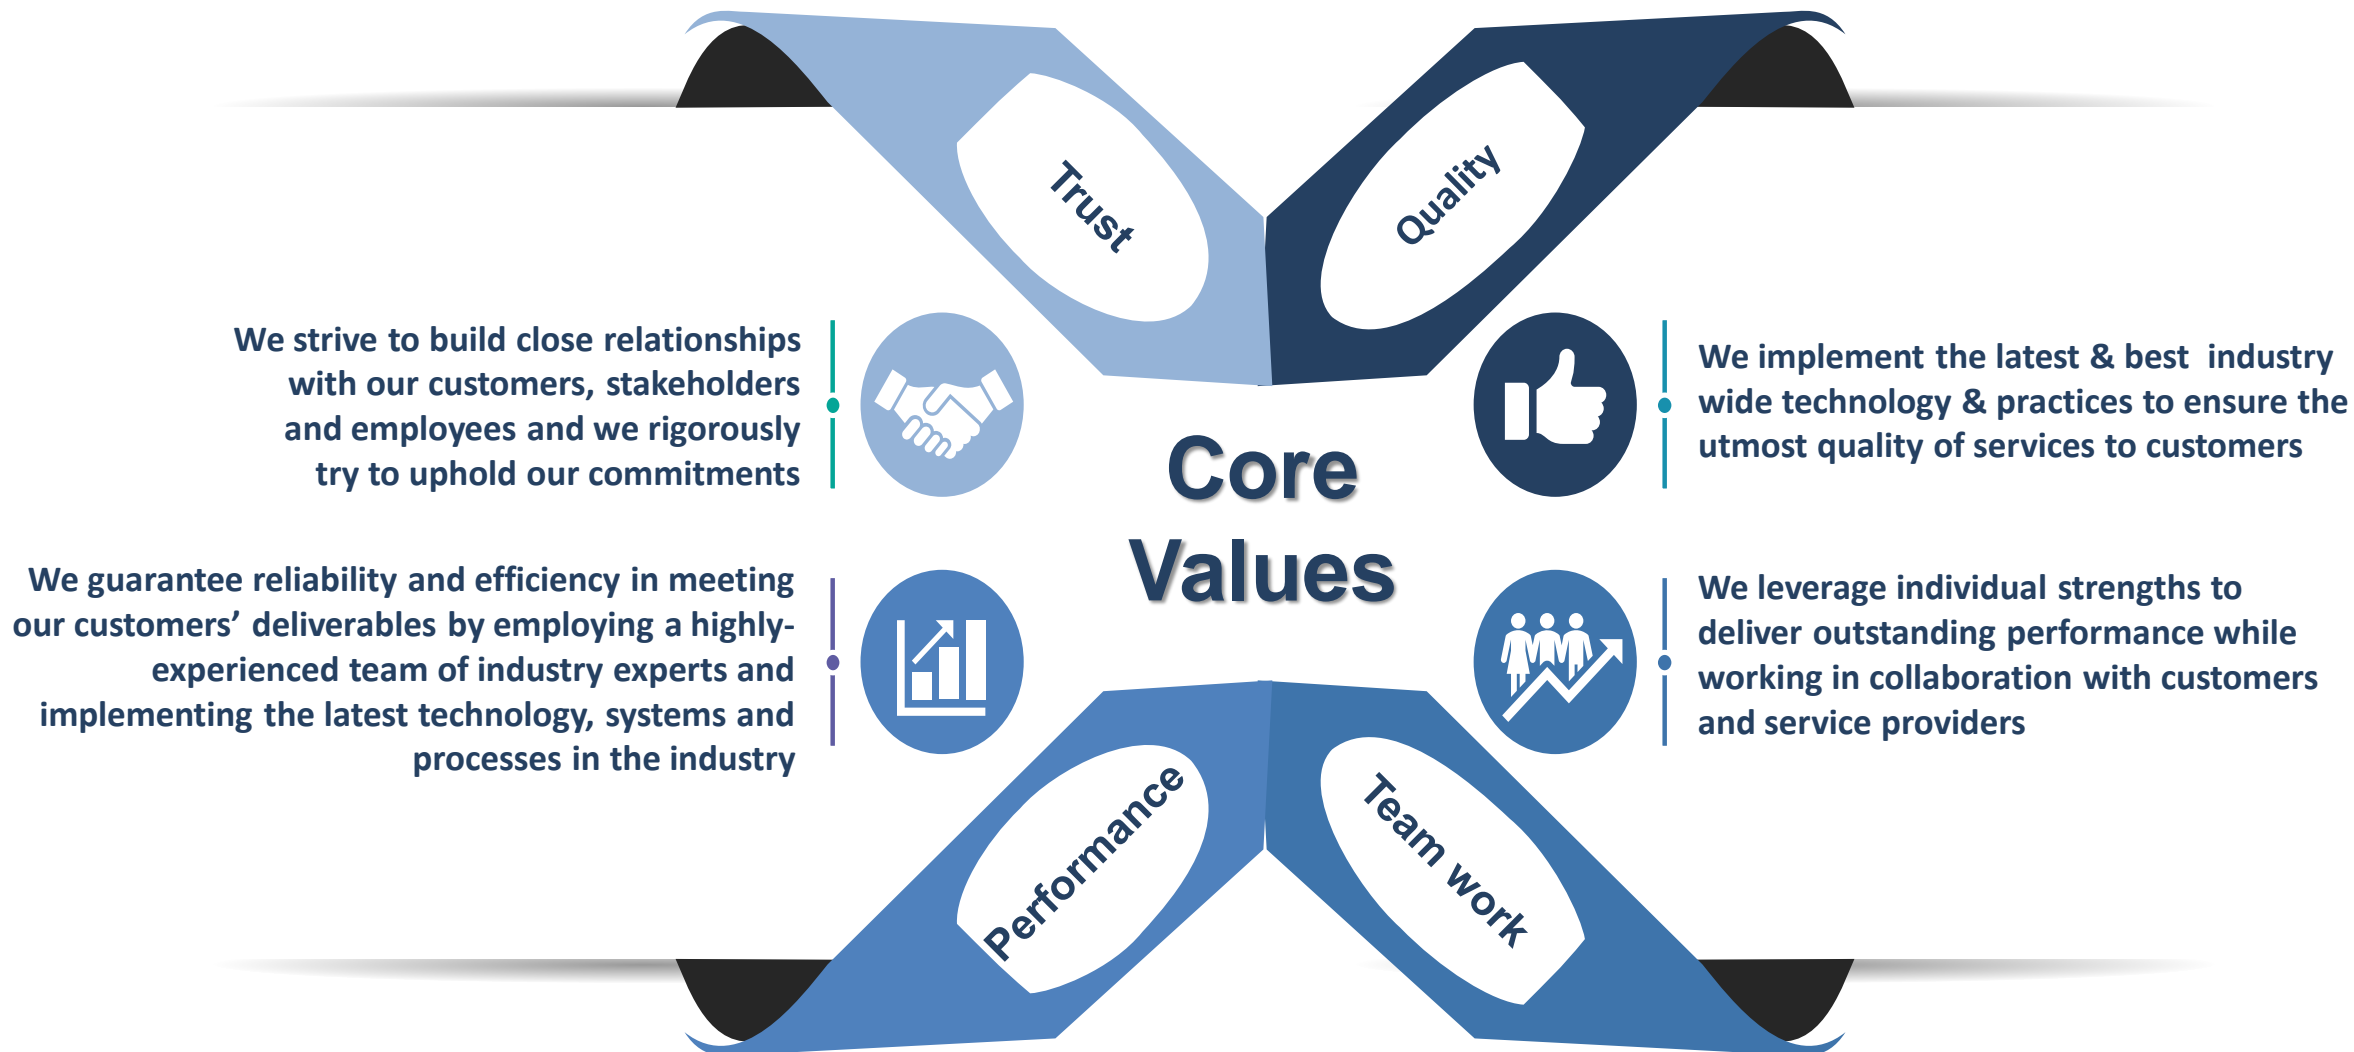 Trust
Quality
We strive to build close relationships
with our customers, stakeholders
and employees and we rigorously
try to uphold our commitments
We implement the latest & best  industry
wide technology & practices to ensure the
utmost quality of services to customers
Core
Values
We guarantee reliability and efficiency in meeting
our customers’ deliverables by employing a highly-
experienced team of industry experts and
implementing the latest technology, systems and
processes in the industry
We leverage individual strengths to
deliver outstanding performance while
working in collaboration with customers
and service providers
Performance
Team work